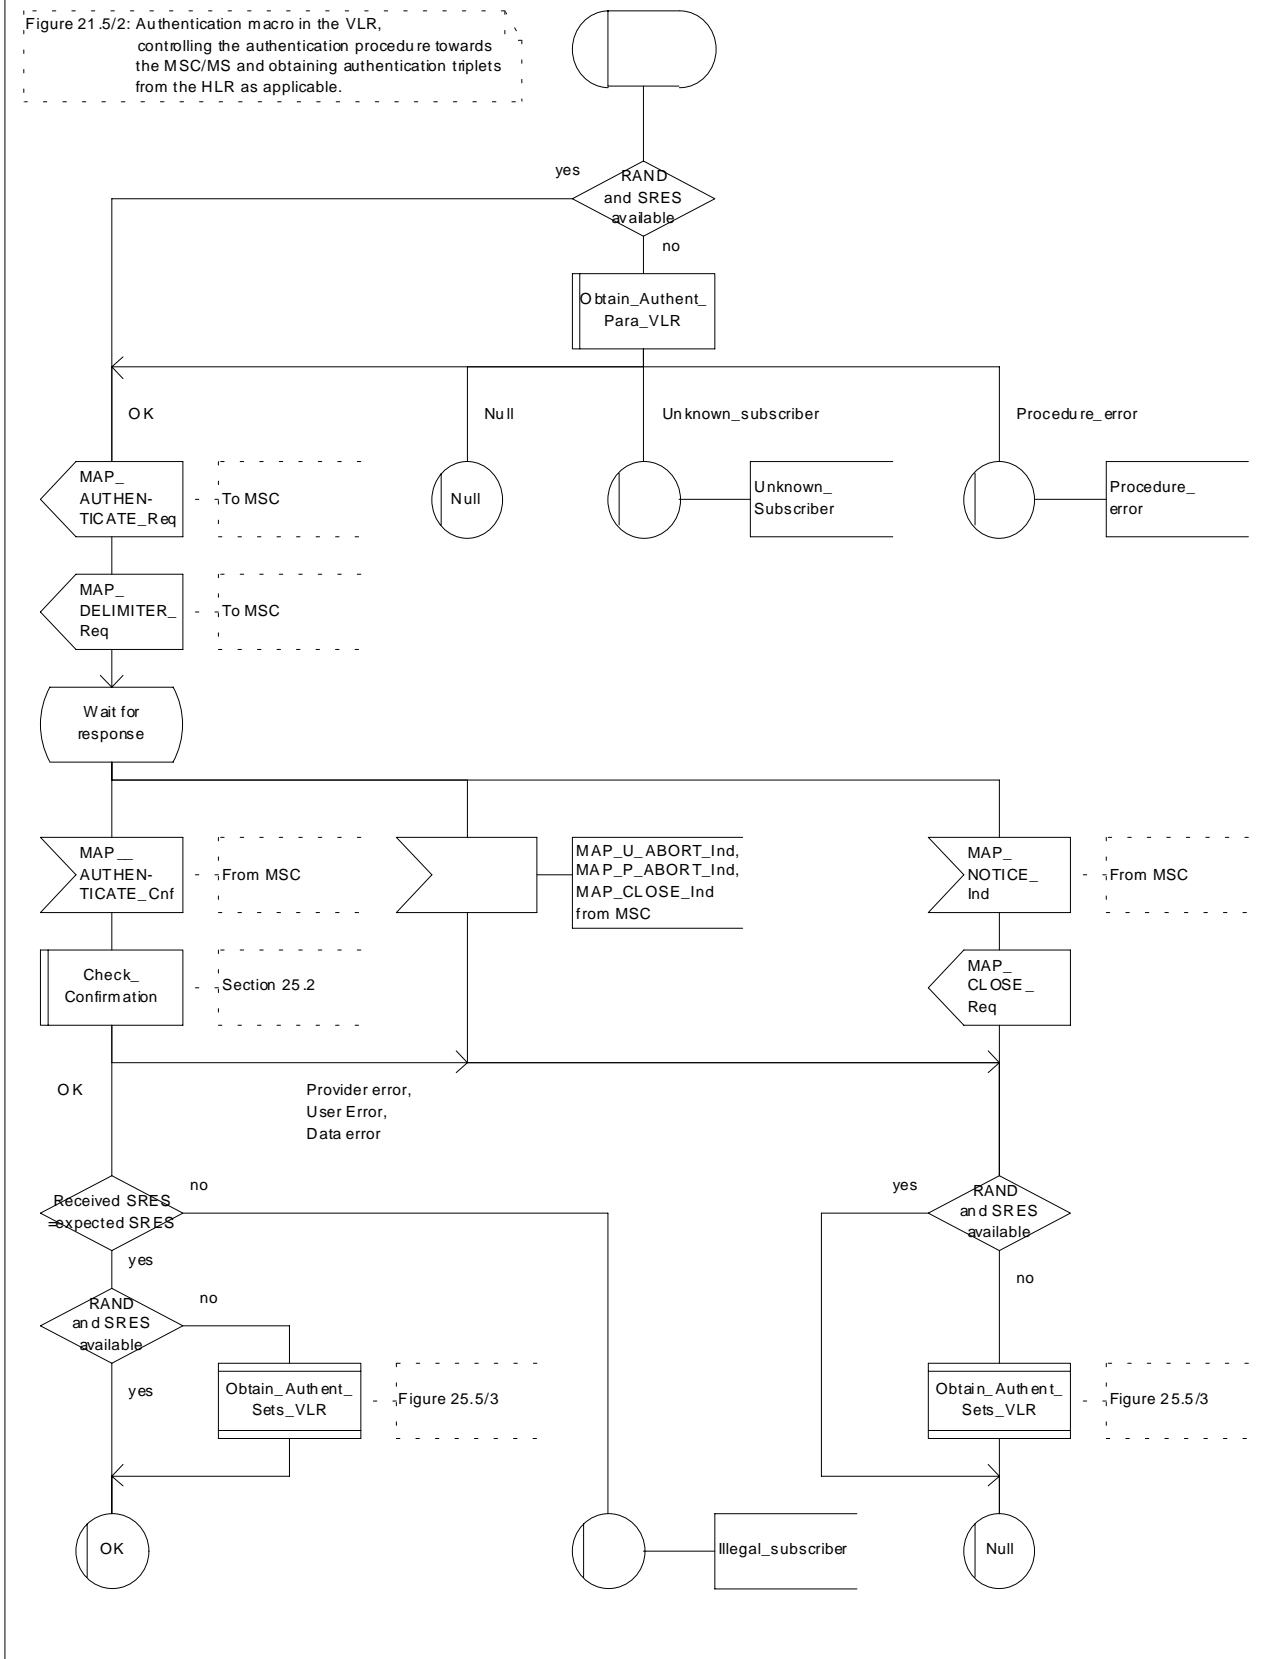 Figure 21.5/2: Authentication macro in the VLR,
controlling the authentication procedure towards
the MSC/MS and obtaining authentication triplets
from the HLR as applicable.
yes
RAND
and SRES
available
no
Obtain_Authent_
Para_VLR
OK
Null
Unknown_subscriber
Procedure_error
MAP_
AUTHEN-
TICATE_Req
To MSC
Null
Unknown_
Subscriber
Procedure_
error
MAP_
DELIMITER_
Req
To MSC
Wait for
response
MAP__
AUTHEN-
TICATE_Cnf
From MSC
MAP_U_ABORT_Ind,
MAP_P_ABORT_Ind,
MAP_CLOSE_Ind
from MSC
MAP_
NOTICE_
Ind
From MSC
Check_
Confirmation
Section 25.2
MAP_
CLOSE_
Req
OK
Provider error,
User Error,
Data error
Received SRES
=expected SRES
no
yes
yes
RAND
and SRES
available
no
RAND
and SRES
available
no
yes
Obtain_Authent_
Sets_VLR
Figure 25.5/3
Obtain_Authent_
Sets_VLR
Figure 25.5/3
OK
Illegal_subscriber
Null